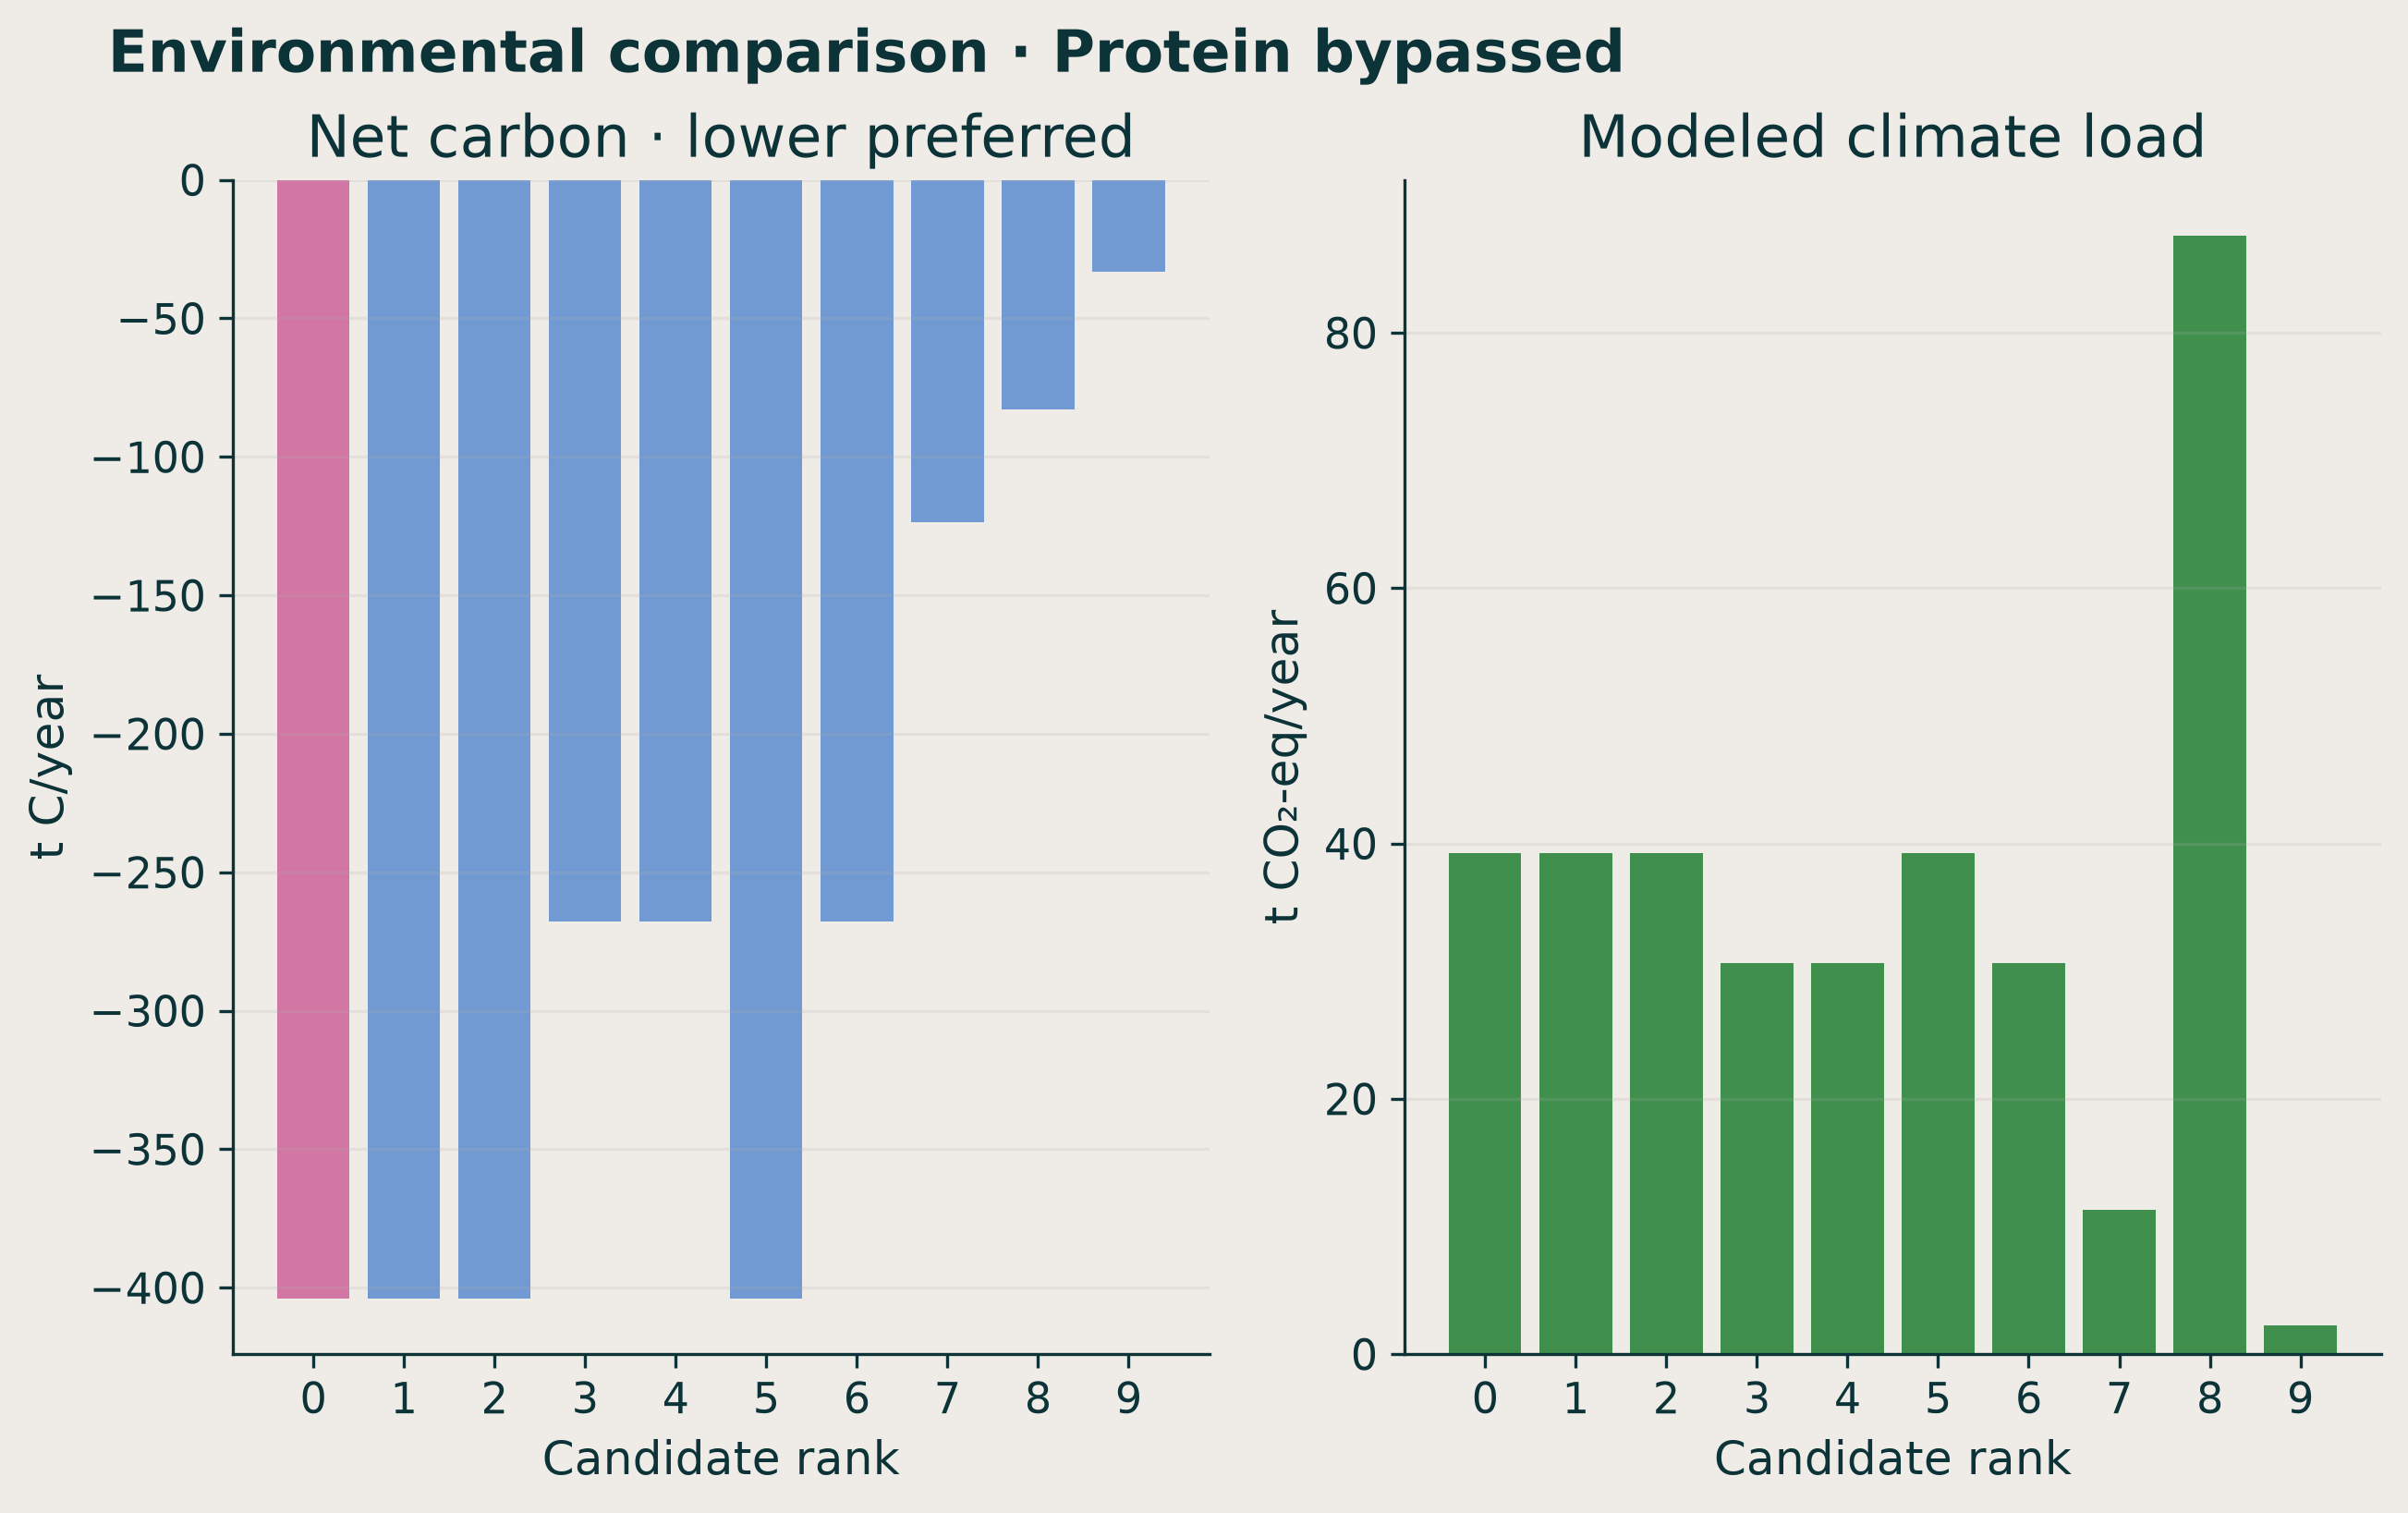 Environmental comparison · Protein bypassed
Net carbon · lower preferred
0
−50
−100
−150
−200
−250
−300
−350
−400
t C/year
0 1 2 3 4 5 6 7 8 9
Candidate rank
Modeled climate load
80
60
40
20
0
t CO₂-eq/year
0 1 2 3 4 5 6 7 8 9
Candidate rank